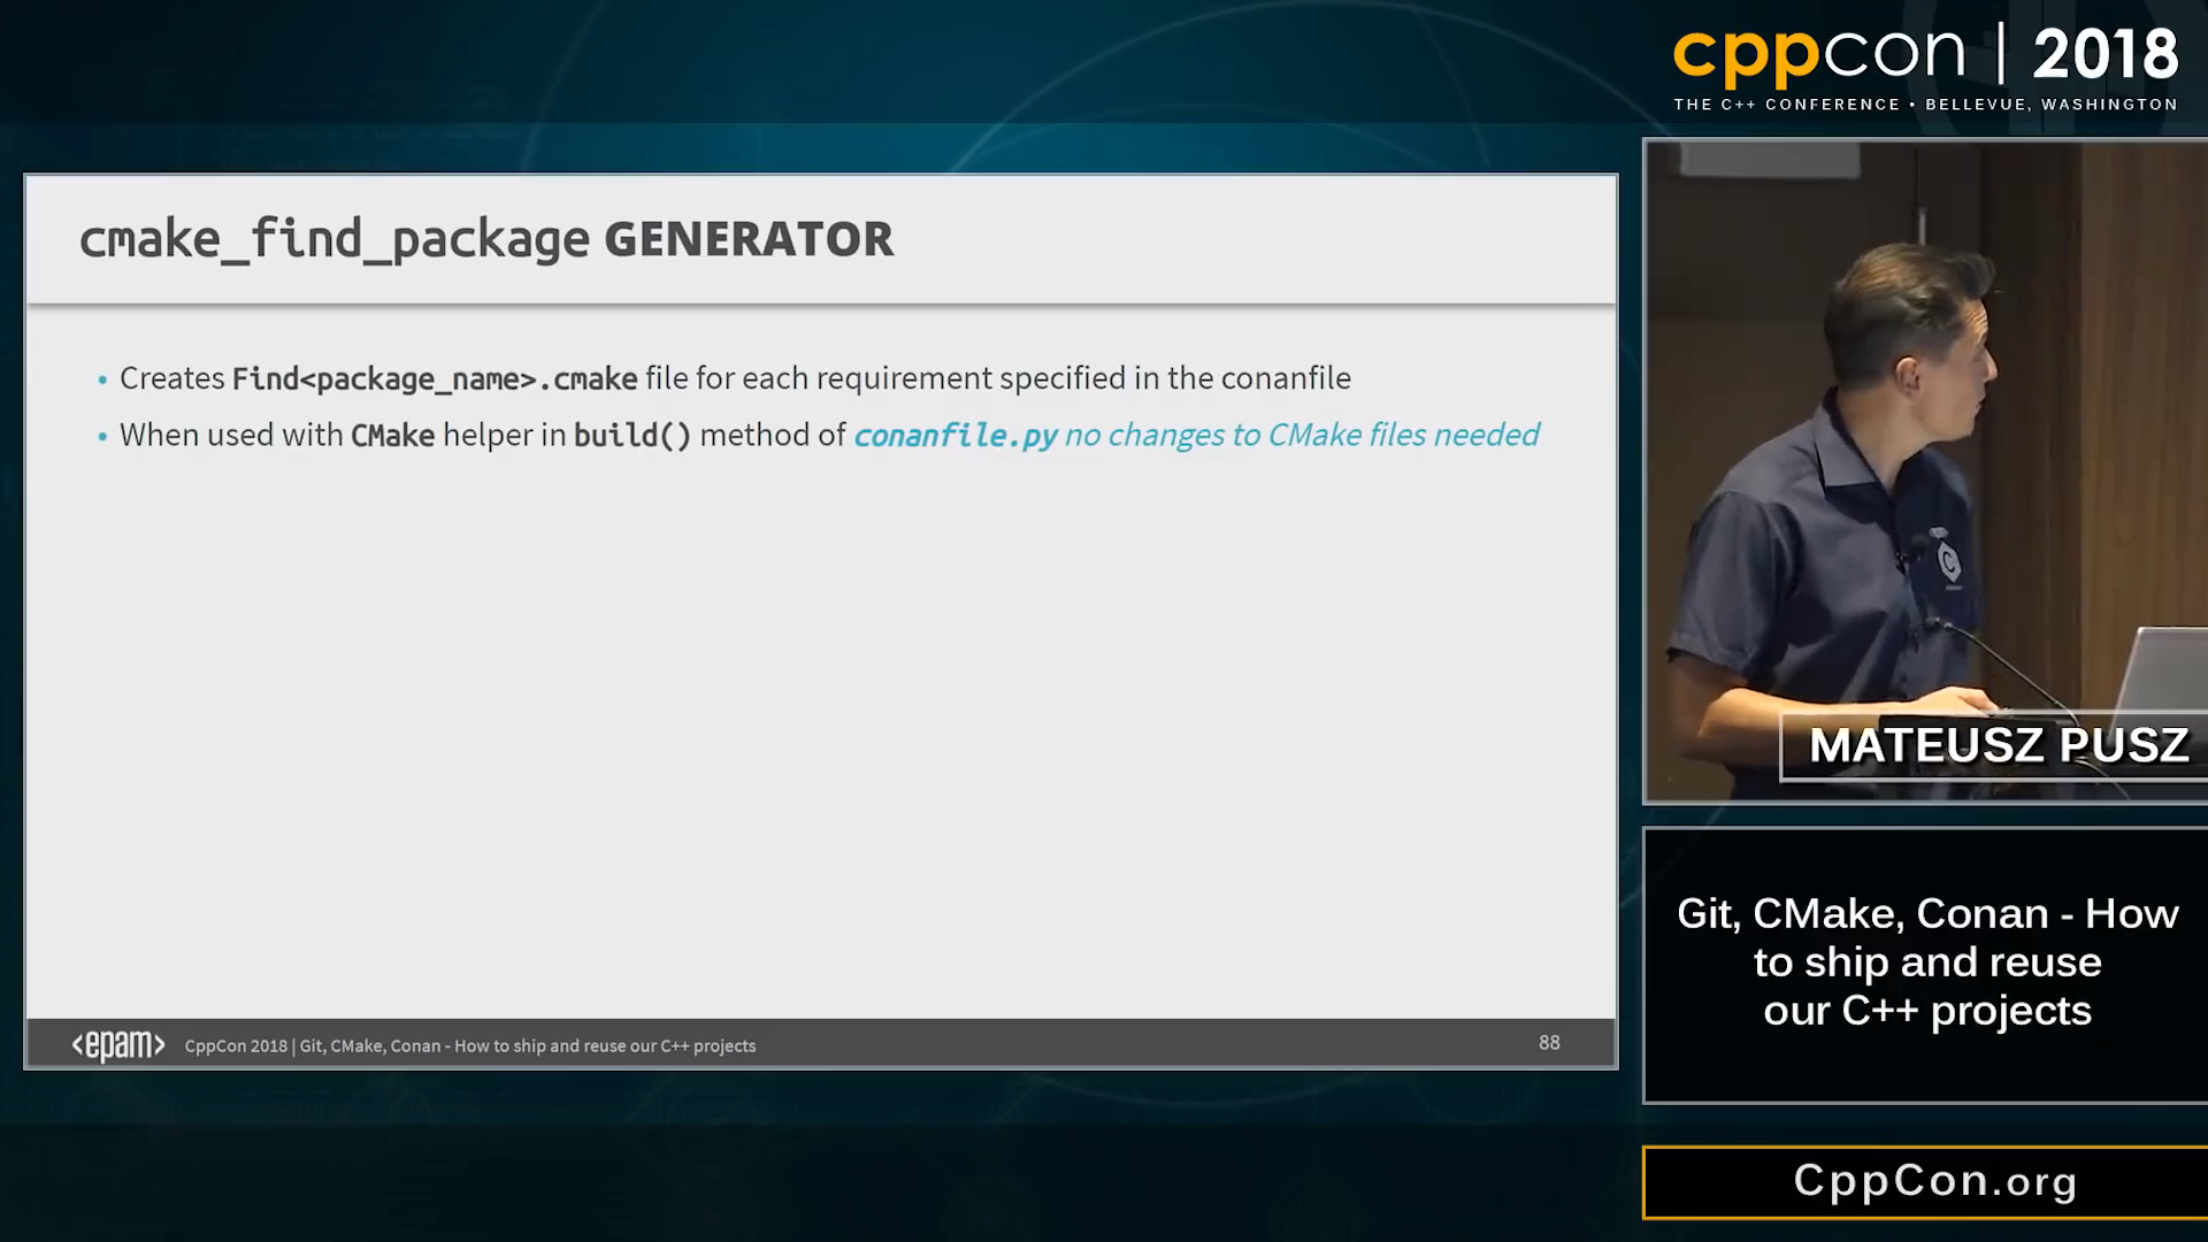 cppcon | 2018
THE C++ CONFERENCE • BELLEVUE, WASHINGTON
cmake_find_package GENERATOR
• Creates Find<package_name>.cmake file for each requirement specified in the conanfile
• When used with CMake helper in build() method of conanfile.py no changes to CMake files needed
<epam> CppCon 2018 | Git, CMake, Conan - How to ship and reuse our C++ projects 88
MATEUSZ PUSZ
Git, CMake, Conan - How
to ship and reuse
our C++ projects
CppCon.org